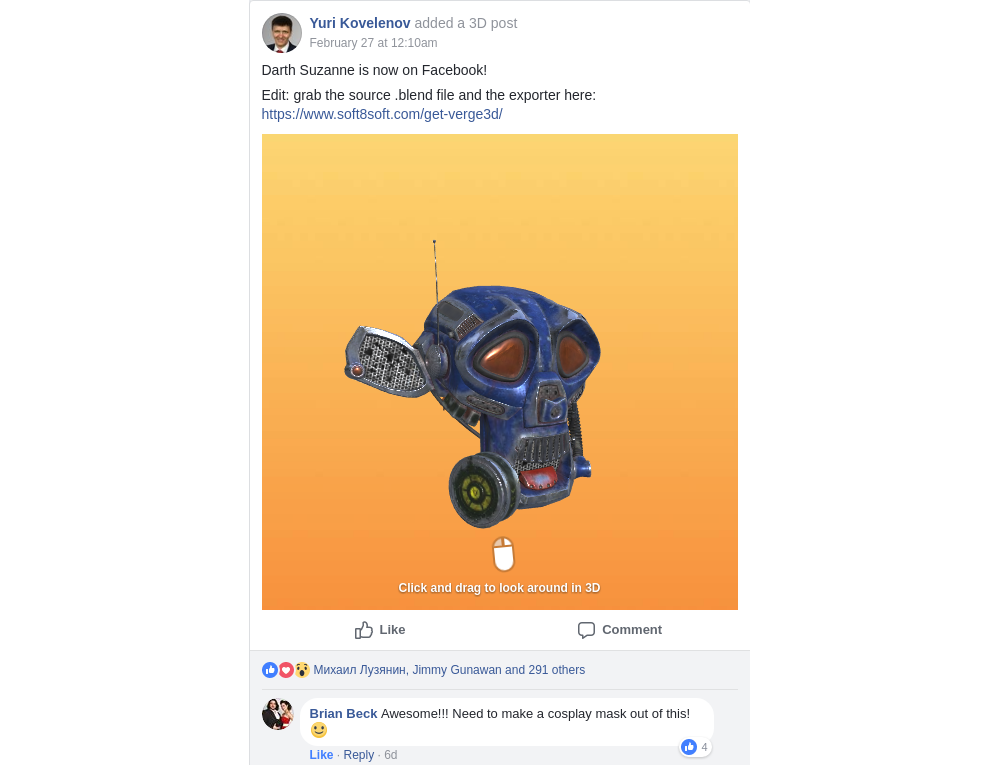 Yuri Kovelenov added a 3D post
February 27 at 12:10am
Darth Suzanne is now on Facebook!
Edit: grab the source .blend file and the exporter here:
https://www.soft8soft.com/get-verge3d/
Click and drag to look around in 3D
Like Comment
Михаил Лузянин, Jimmy Gunawan and 291 others
Brian Beck Awesome!!! Need to make a cosplay mask out of this!
4
Like · Reply · 6d